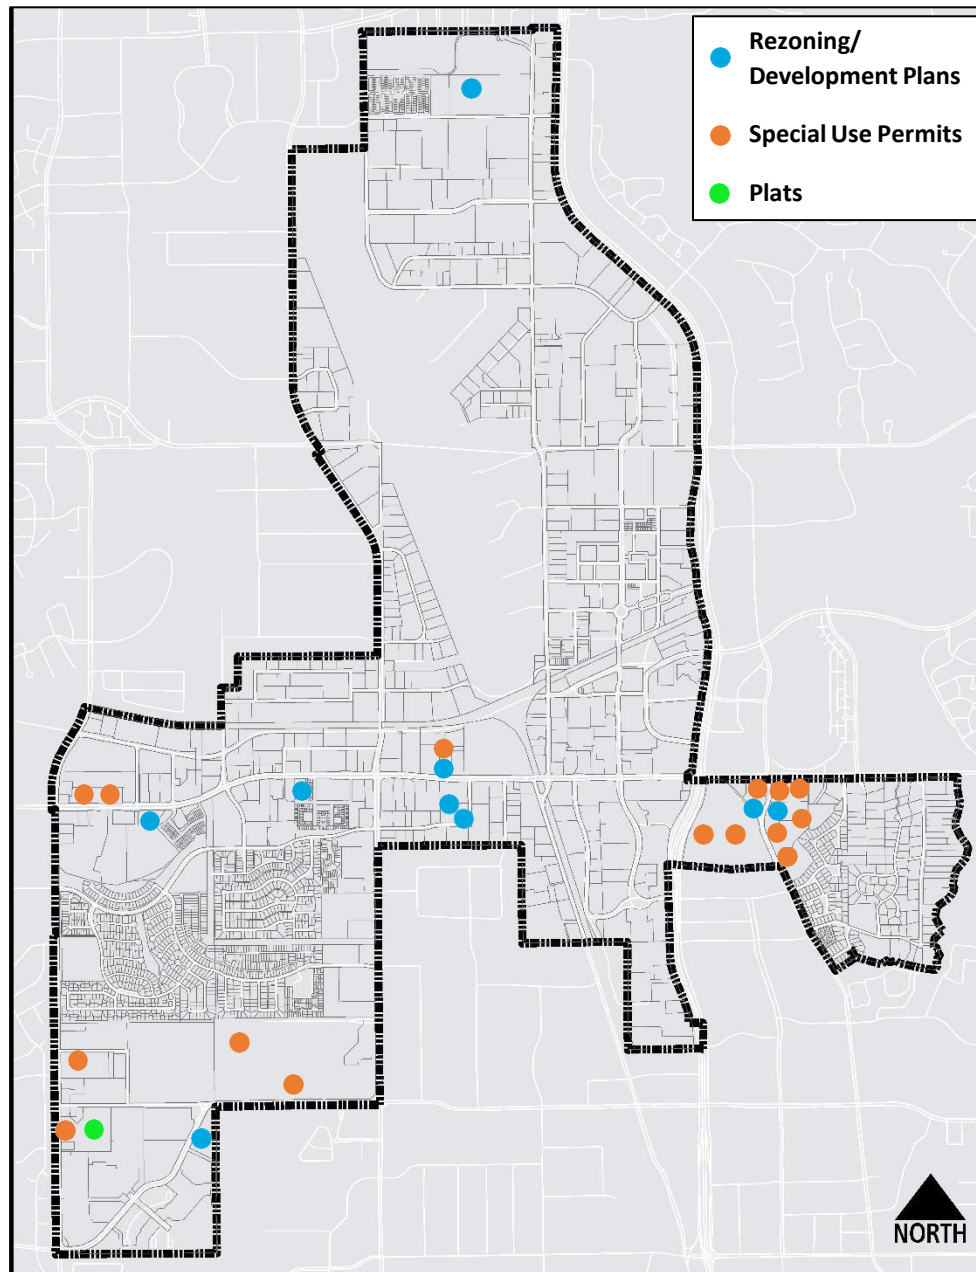 Rezoning/
Development Plans
Special Use Permits
Plats
NORTH